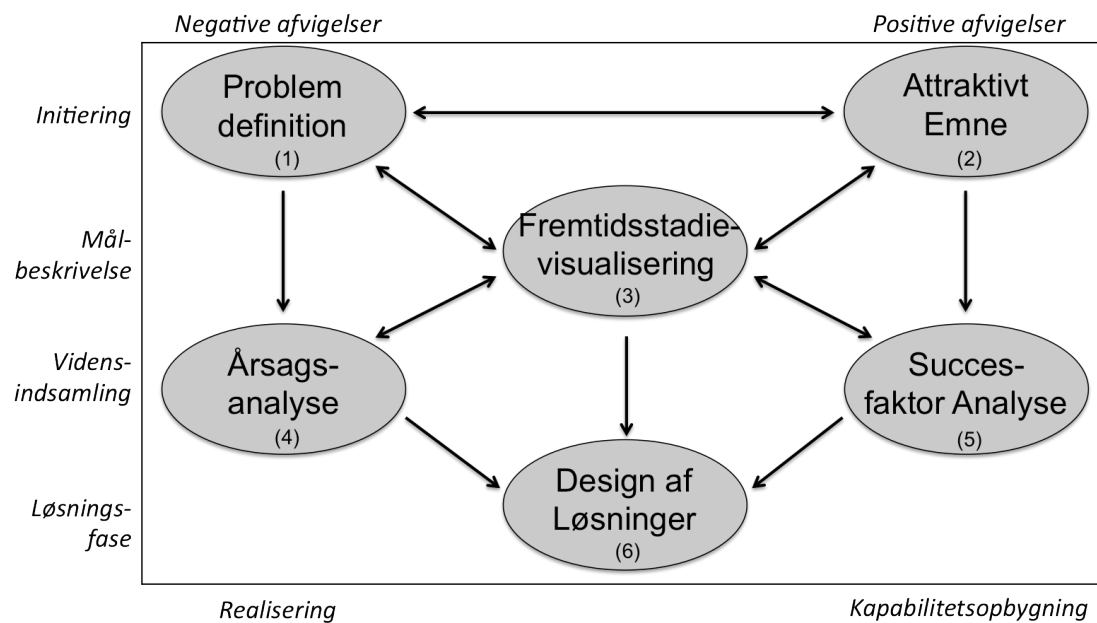 Negative afvigelser
Positive afvigelser
Initiering
Problem
definition
(1)
Attraktivt
Emne
(2)
Mål-
beskrivelse
Fremtidsstadie-
visualisering
(3)
Videns-
indsamling
Årsags-
analyse
(4)
Succes-
faktor Analyse
(5)
Løsnings-
fase
Design af
Løsninger
(6)
Realisering
Kapabilitetsopbygning